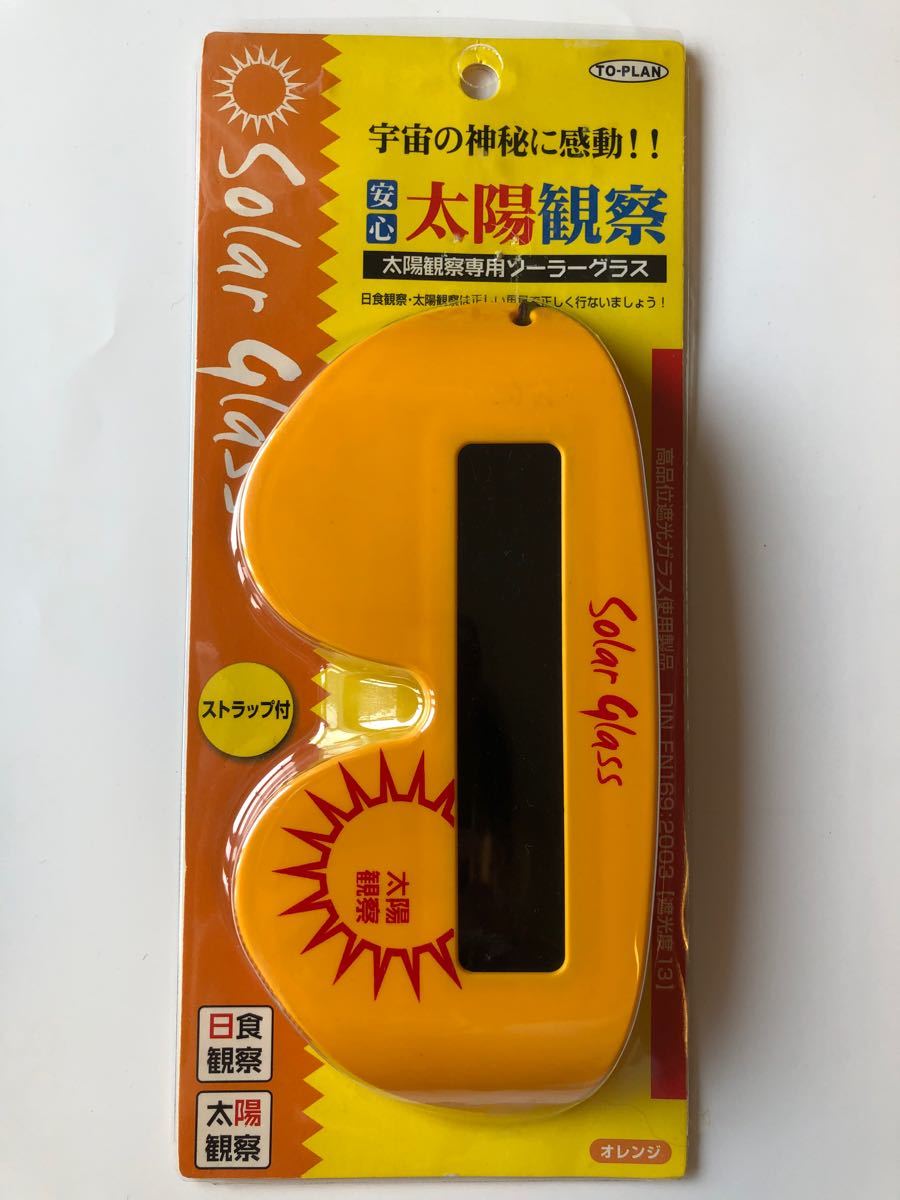 TO-PLAN
Solar Glass
宇宙の神秘に感動!!
安心
太陽観察
太陽観察専用ソーラーグラス
日食観察・太陽観察は正しい で正しく行ないましょう!
高品位遮光ガラス使用製品 DIN EN169:2003【遮光度13】
Solar Glass
ストラップ付
太陽
観察
日食
観察
太陽
観察
オレンジ